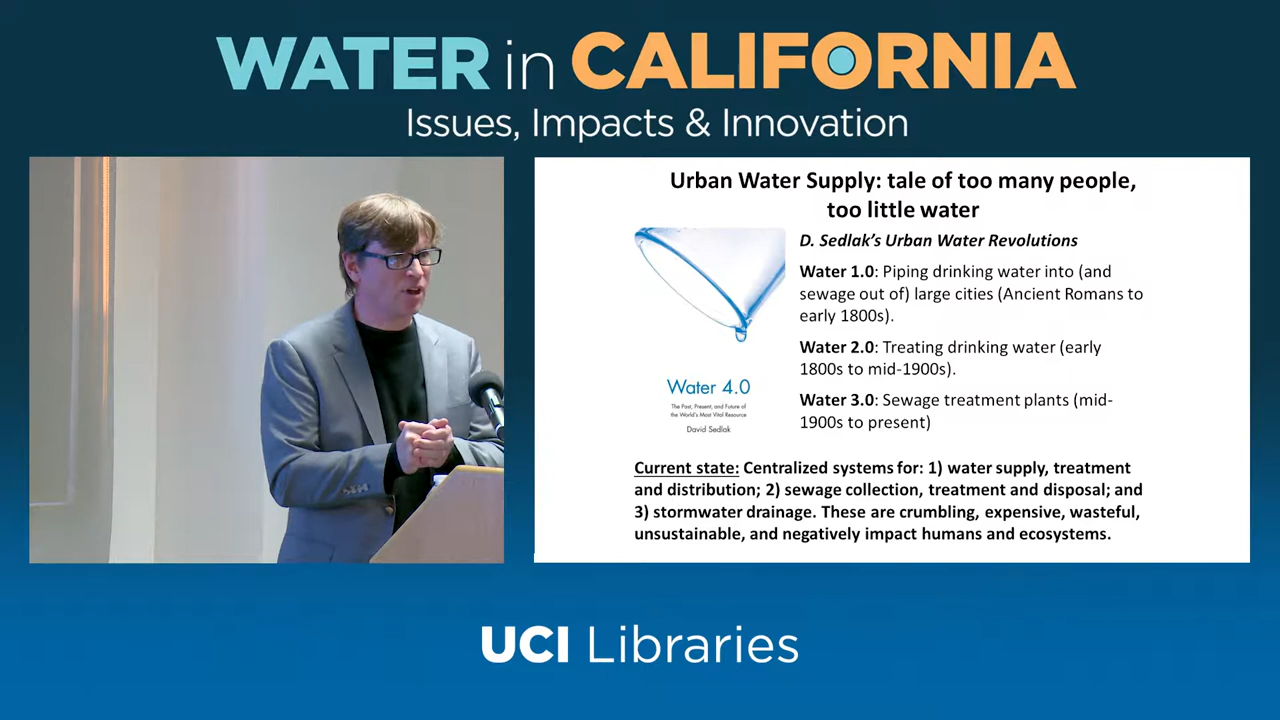 WATER in CALIFORNIA
Issues, Impacts & Innovation
Urban Water Supply: tale of too many people,
too little water
D. Sedlak's Urban Water Revolutions
Water 1.0: Piping drinking water into (and
sewage out of) large cities (Ancient Romans to
early 1800s).
Water 2.0: Treating drinking water (early
1800s to mid-1900s).
Water 3.0: Sewage treatment plants (mid-
1900s to present)
Water 4.0
The Past, Present, and Future of
the World's Most Vital Resource
David Sedlak
Current state: Centralized systems for: 1) water supply, treatment
and distribution; 2) sewage collection, treatment and disposal; and
3) stormwater drainage. These are crumbling, expensive, wasteful,
unsustainable, and negatively impact humans and ecosystems.
UCI Libraries